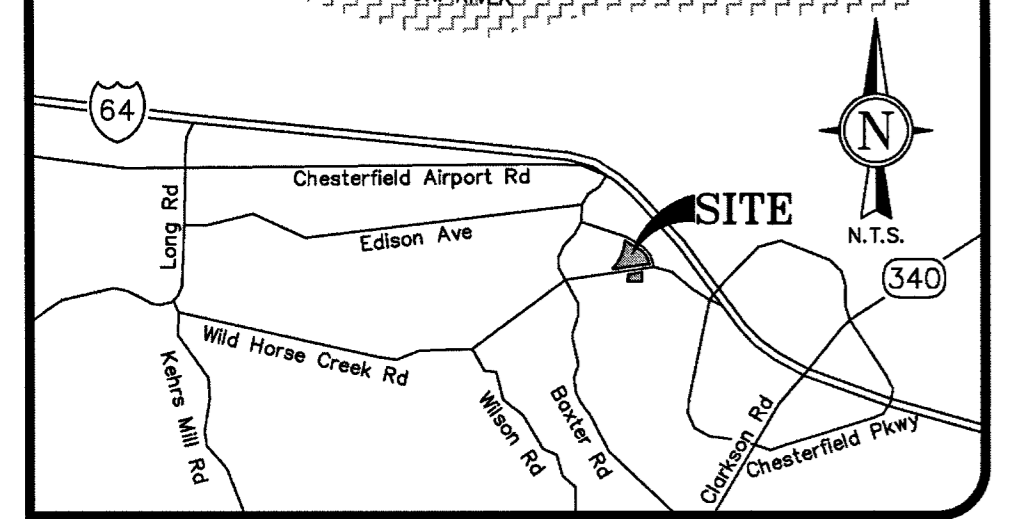 64
Chesterfield Airport Rd
N
SITE
Long Rd
Edison Ave
N.T.S.
340
Wild Horse Creek Rd
Kehrs Mill Rd
Wilson Rd
Baxter Rd
Clarkson Rd
Chesterfield Pkwy